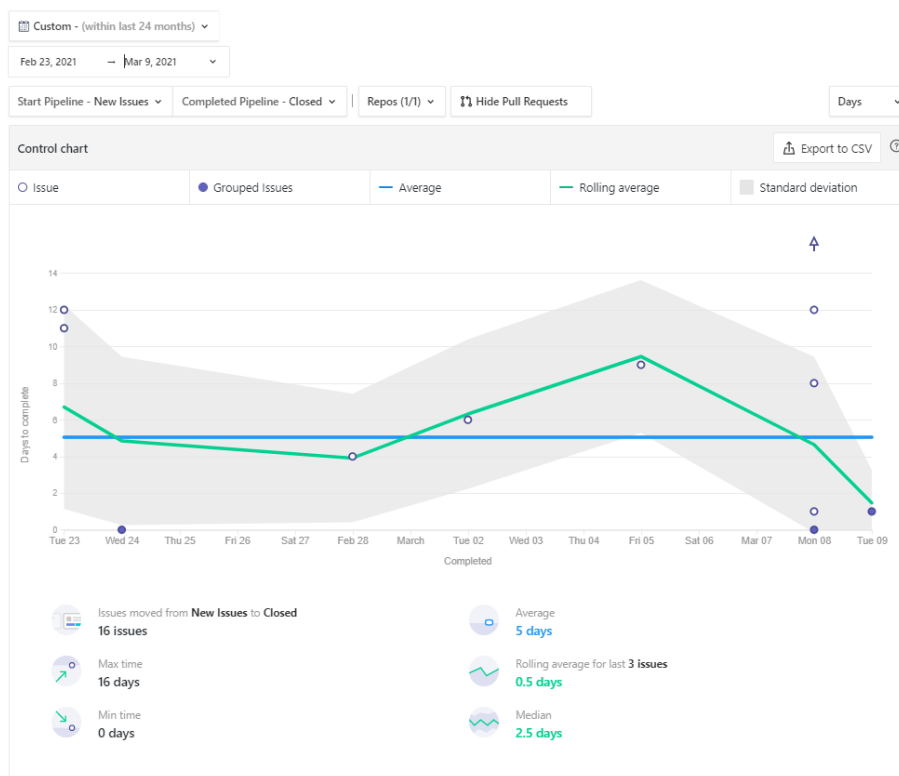 Custom - (within last 24 months)
Feb 23, 2021 → Mar 9, 2021
Start Pipeline - New Issues Completed Pipeline - Closed Repos (1/1) Hide Pull Requests Days
Control chart Export to CSV
Issue Grouped Issues Average Rolling average Standard deviation
14
12
10
8
6
4
2
0
Days to complete
Tue 23 Wed 24 Thu 25 Fri 26 Sat 27 Feb 28 March Tue 02 Wed 03 Thu 04 Fri 05 Sat 06 Mar 07 Mon 08 Tue 09
Completed
Issues moved from New Issues to Closed
16 issues
Average
5 days
Max time
16 days
Rolling average for last 3 issues
0.5 days
Min time
0 days
Median
2.5 days